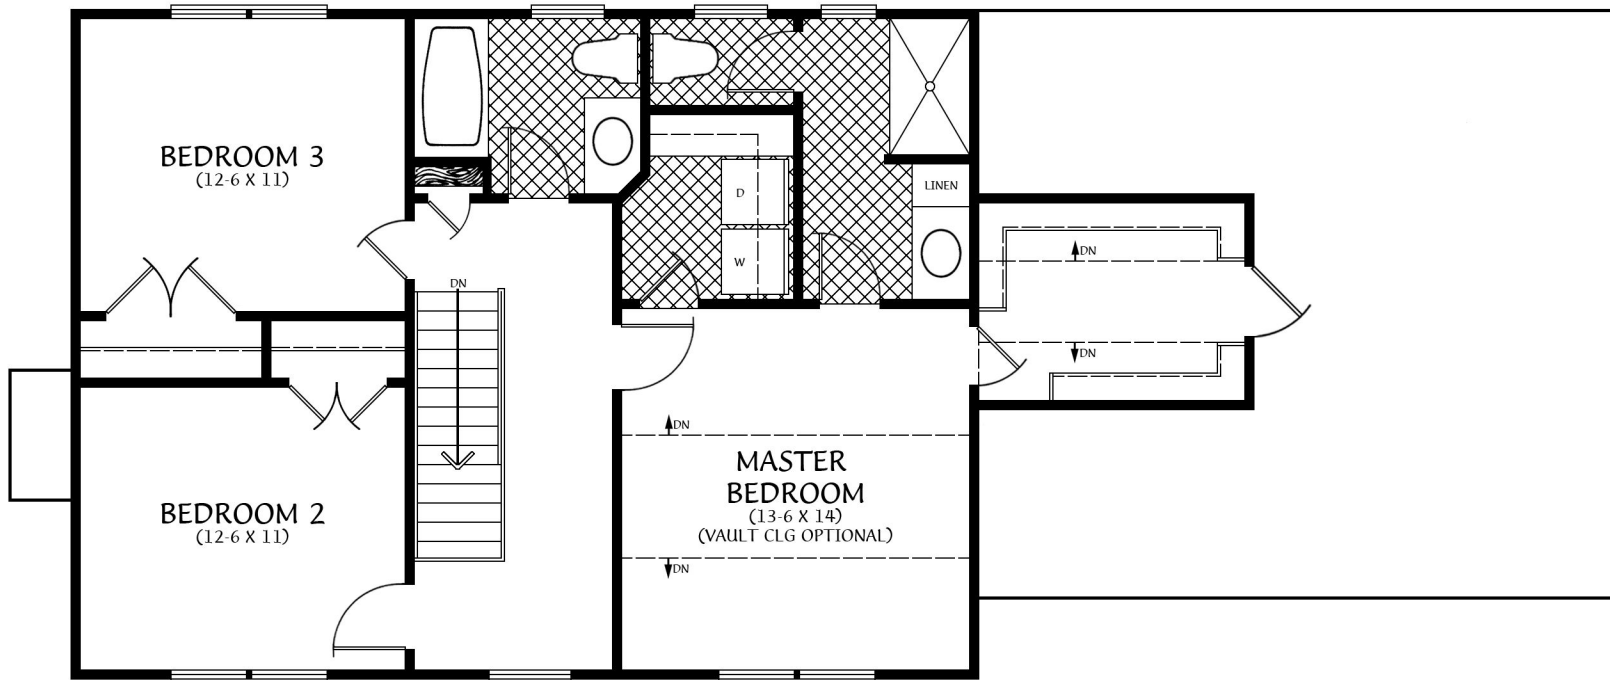 BEDROOM 3
(12-6 X 11)
D
W
LINEN
DN
DN
DN
DN
MASTER
BEDROOM
(13-6 X 14)
(VAULT CLG OPTIONAL)
DN
BEDROOM 2
(12-6 X 11)